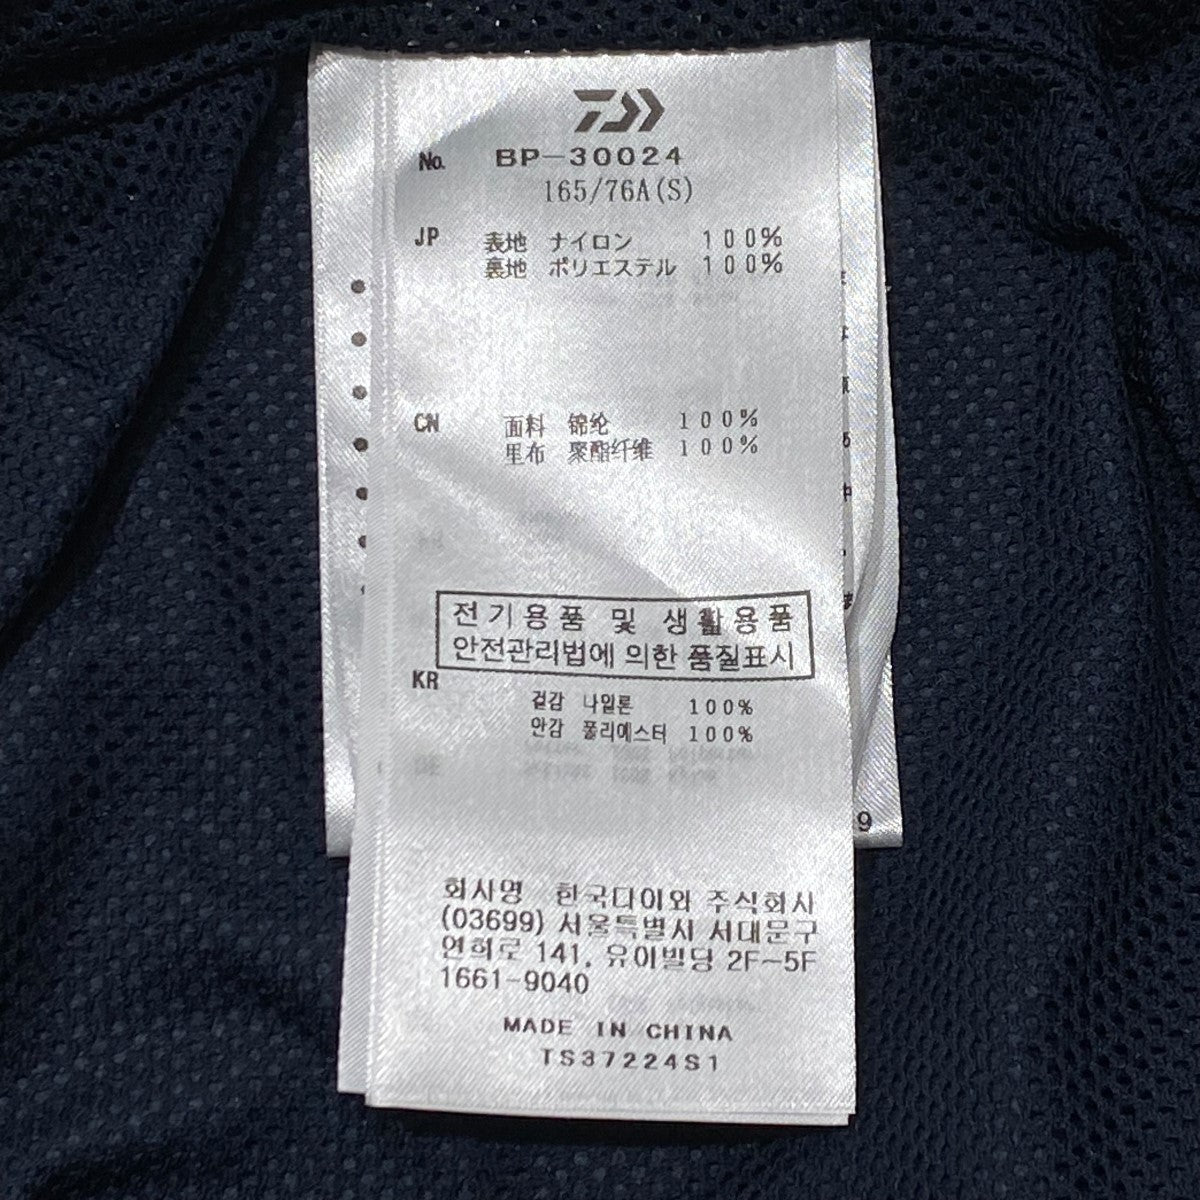 No. BP-30024
165/76A(S)
JP 表地 ナイロン 100%
裏地 ポリエステル 100%
CN 面料 锦纶 100%
里布 聚酯纤维 100%
전기용품 및 생활용품
안전관리법에 의한 품질표시
KR
겉감 나일론 100%
안감 폴리에스터 100%
회사명 한국다이와 주식회사
(03699) 서울특별시 서대문구
연희로 141, 유이빌딩 2F~5F
1661-9040
MADE IN CHINA
TS37224S1
9